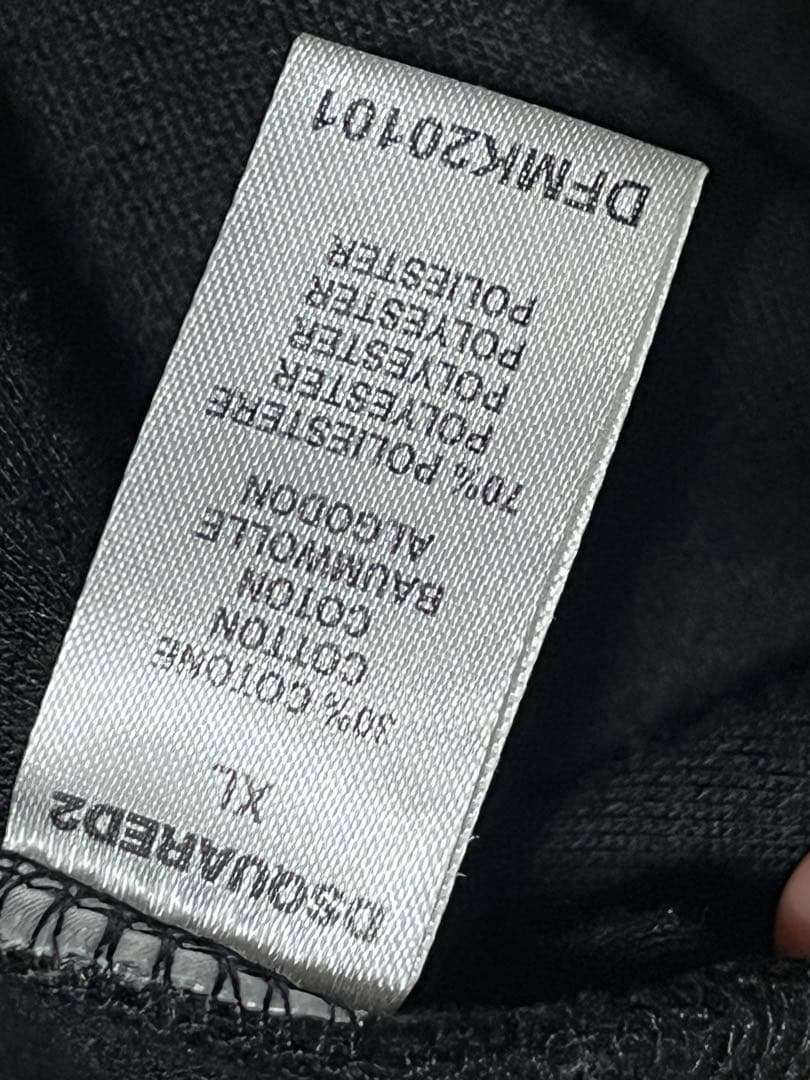 DSQUARED2
XL
30% COTONE
COTTON
COTON
BAUMWOLLE
ALGODON
70% POLIESTERE
POLYESTER
POLYESTER
POLYESTER
POLIESTER
DFMK20101